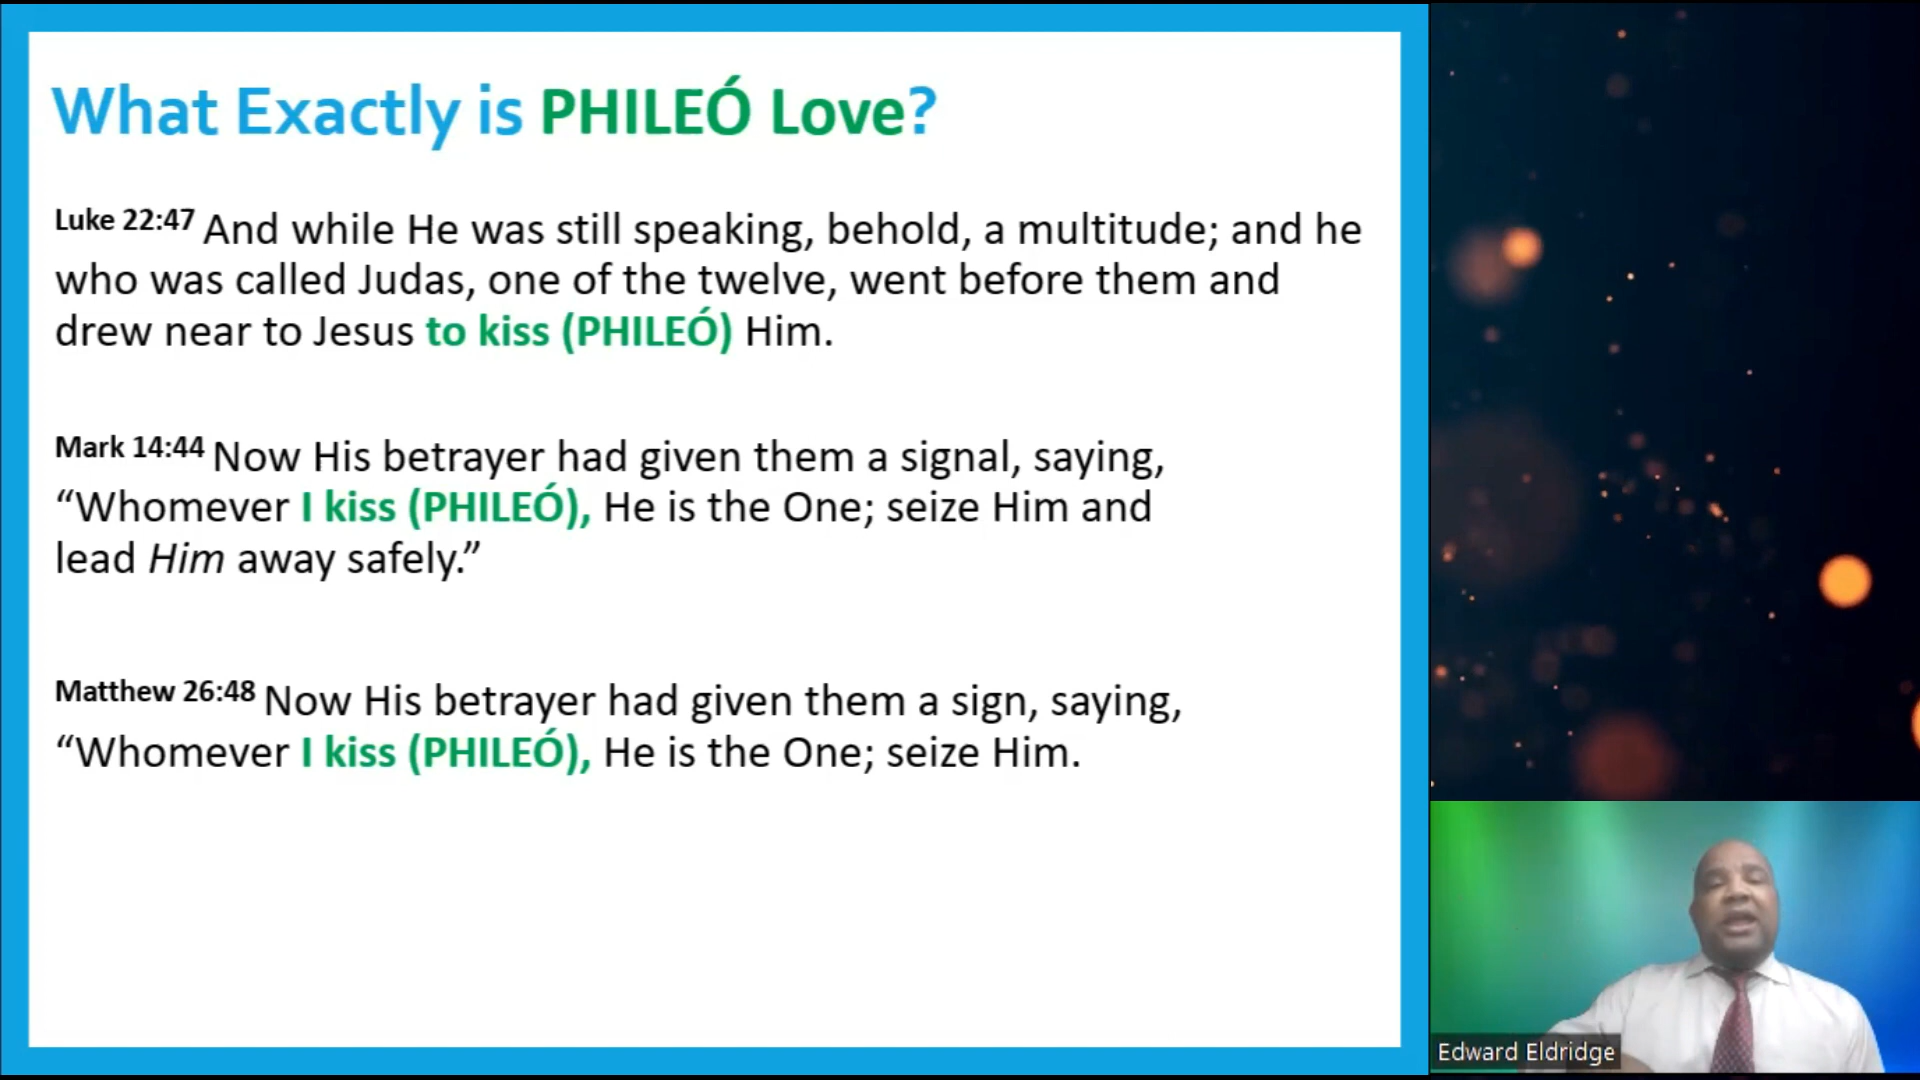 What Exactly is PHILEÓ Love?
Luke 22:47 And while He was still speaking, behold, a multitude; and he
who was called Judas, one of the twelve, went before them and
drew near to Jesus to kiss (PHILEÓ) Him.
Mark 14:44 Now His betrayer had given them a signal, saying,
“Whomever I kiss (PHILEÓ), He is the One; seize Him and
lead Him away safely.”
Matthew 26:48 Now His betrayer had given them a sign, saying,
“Whomever I kiss (PHILEÓ), He is the One; seize Him.
Edward Eldridge